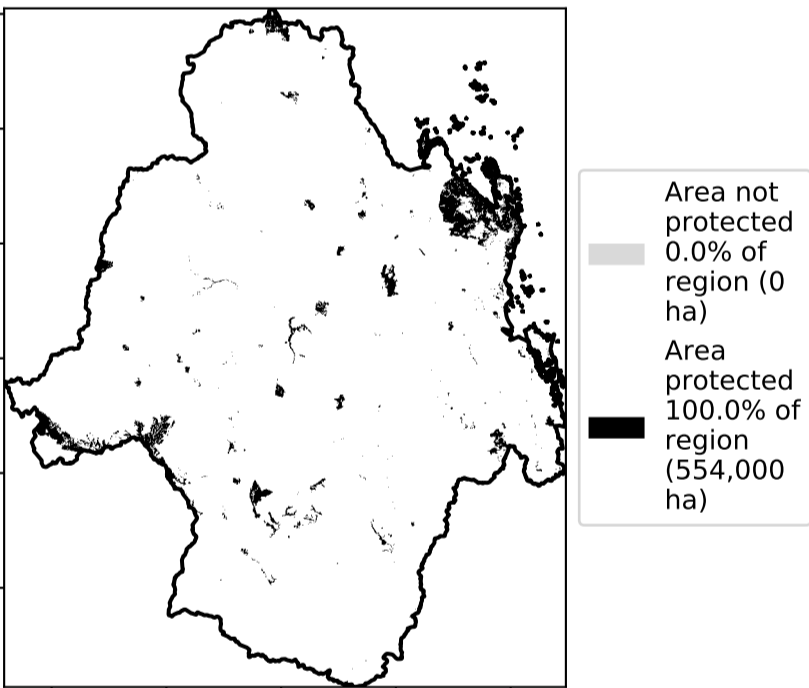 Area not
protected
0.0% of
region (0
ha)
Area
protected
100.0% of
region
(554,000
ha)